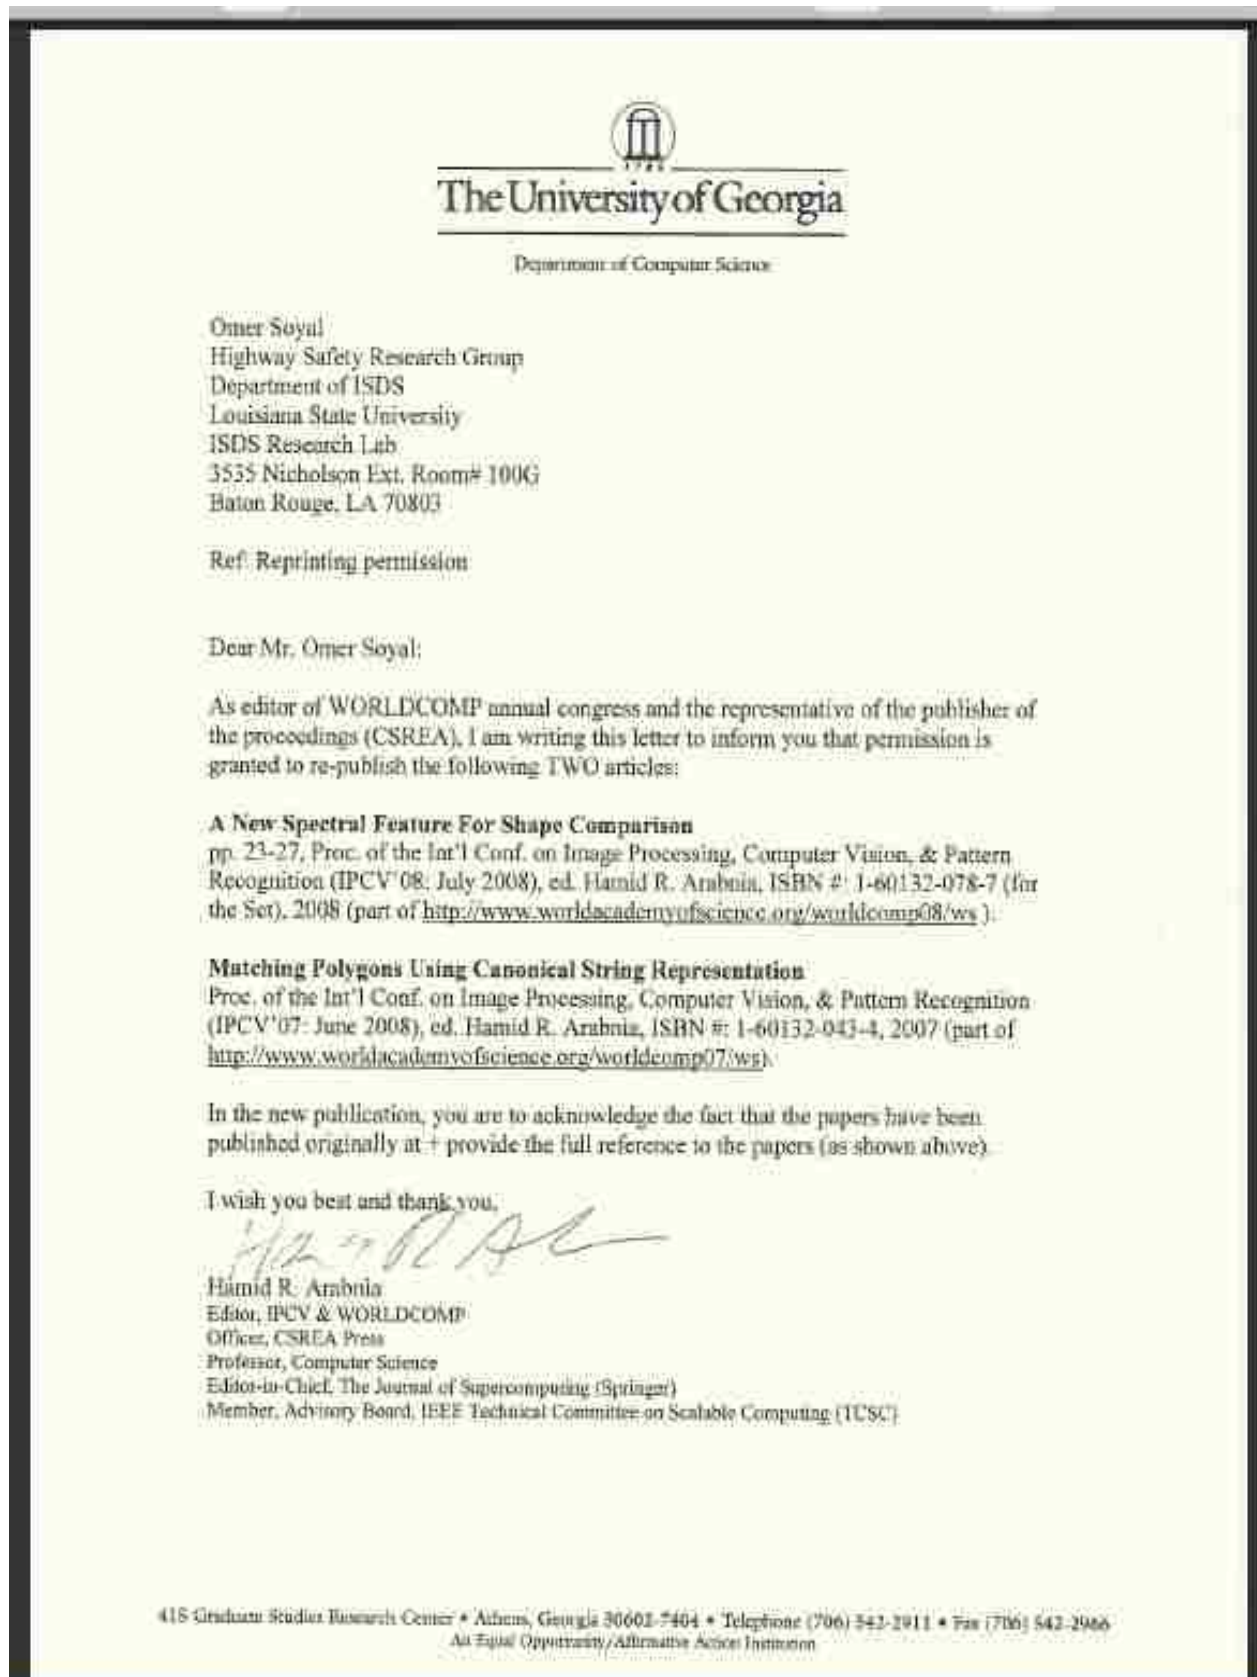 1785
The University of Georgia
Department of Computer Science
Omer Soyal
Highway Safety Research Group
Department of ISDS
Louisiana State University
ISDS Research Lab
3535 Nicholson Ext. Room# 100G
Baton Rouge, LA 70803
Ref: Reprinting permission
Dear Mr. Omer Soyal:
As editor of WORLDCOMP annual congress and the representative of the publisher of
the proceedings (CSREA), I am writing this letter to inform you that permission is
granted to re-publish the following TWO articles:
A New Spectral Feature For Shape Comparison
pp. 23-27, Proc. of the Int'l Conf. on Image Processing, Computer Vision, & Pattern
Recognition (IPCV'08: July 2008), ed. Hamid R. Arabnia, ISBN #: 1-60132-078-7 (for
the Set), 2008 (part of http://www.worldacademyofscience.org/worldcomp08/ws ).
Matching Polygons Using Canonical String Representation
Proc. of the Int'l Conf. on Image Processing, Computer Vision, & Pattern Recognition
(IPCV'07: June 2008), ed. Hamid R. Arabnia, ISBN #: 1-60132-043-4, 2007 (part of
http://www.worldacademyofscience.org/worldcomp07/ws).
In the new publication, you are to acknowledge the fact that the papers have been
published originally at + provide the full reference to the papers (as shown above).
I wish you best and thank you,
Hamid R. Arabnia
Editor, IPCV & WORLDCOMP
Officer, CSREA Press
Professor, Computer Science
Editor-in-Chief, The Journal of Supercomputing (Springer)
Member, Advisory Board, IEEE Technical Committee on Scalable Computing (TCSC)
415 Graduate Studies Research Center • Athens, Georgia 30602-7404 • Telephone (706) 542-2911 • Fax (706) 542-2966
An Equal Opportunity/Affirmative Action Institution